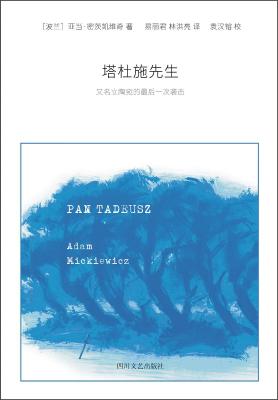 ［波兰］ 亚当·密茨凯维奇 著 易丽君 林洪亮 译 袁汉镕 校
塔杜施先生
又名立陶宛的最后一次袭击
PAN TADEUSZ
Adam
Mickiewicz
四川文艺出版社